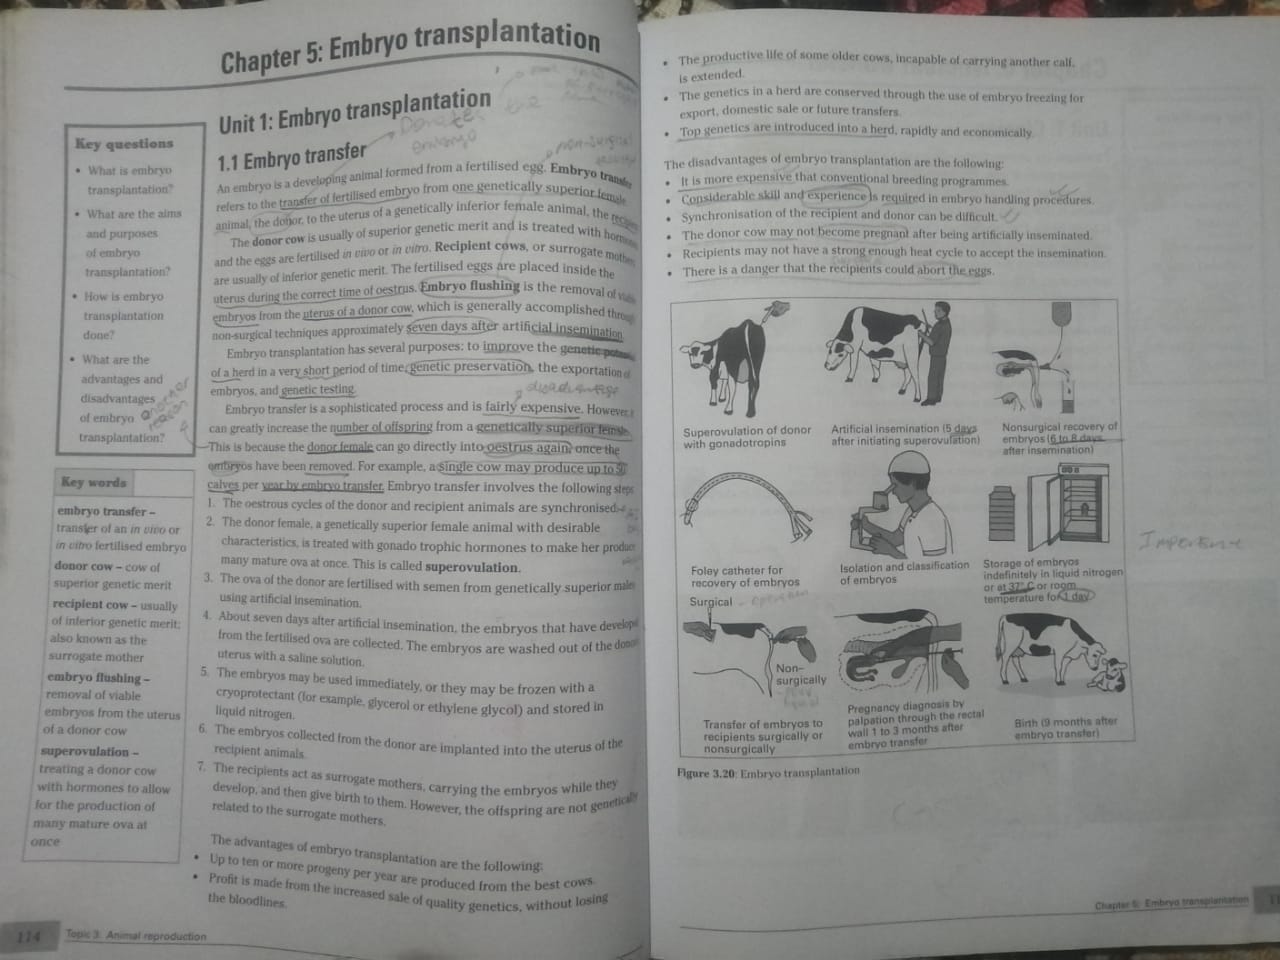 Chapter 5: Embryo transplantation
Unit 1: Embryo transplantation
Donates
embryo
Key questions
• What is embryo
transplantation?
• What are the aims
and purposes
of embryo
transplantation?
• How is embryo
transplantation
done?
• What are the
advantages and
disadvantages
of embryo
transplantation?
another
reason
Key words
embryo transfer –
transfer of an in vivo or
in vitro fertilised embryo
donor cow – cow of
superior genetic merit
recipient cow – usually
of inferior genetic merit;
also known as the
surrogate mother
embryo flushing –
removal of viable
embryos from the uterus
of a donor cow
superovulation –
treating a donor cow
with hormones to allow
for the production of
many mature ova at
once
1.1 Embryo transfer
non-surgical
An embryo is a developing animal formed from a fertilised egg. Embryo transfer
refers to the transfer of fertilised embryo from one genetically superior female
animal, the donor, to the uterus of a genetically inferior female animal, the
The donor cow is usually of superior genetic merit and is treated with
and the eggs are fertilised in vivo or in vitro. Recipient cows, or surrogate
are usually of inferior genetic merit. The fertilised eggs are placed inside the
uterus during the correct time of oestrus. Embryo flushing is the removal of viable
embryos from the uterus of a donor cow, which is generally accomplished through
non-surgical techniques approximately seven days after artificial insemination
Embryo transplantation has several purposes: to improve the genetic
of a herd in a very short period of time, genetic preservation, the exportation of
embryos, and genetic testing.
disadvantage
Embryo transfer is a sophisticated process and is fairly expensive. However, it
can greatly increase the number of offspring from a genetically superior female.
This is because the donor female can go directly into oestrus again, once the
embryos have been removed. For example, a single cow may produce up to 50
calves per year by embryo transfer. Embryo transfer involves the following steps
1. The oestrous cycles of the donor and recipient animals are synchronised.
2. The donor female, a genetically superior female animal with desirable
characteristics, is treated with gonado trophic hormones to make her produce
many mature ova at once. This is called superovulation.
3. The ova of the donor are fertilised with semen from genetically superior males
using artificial insemination.
4. About seven days after artificial insemination, the embryos that have
from the fertilised ova are collected. The embryos are washed out of the donor
uterus with a saline solution.
5. The embryos may be used immediately, or they may be frozen with a
cryoprotectant (for example, glycerol or ethylene glycol) and stored in
liquid nitrogen.
6. The embryos collected from the donor are implanted into the uterus of the
recipient animals.
7. The recipients act as surrogate mothers, carrying the embryos while they
develop, and then give birth to them. However, the offspring are not genetically
related to the surrogate mothers.
The advantages of embryo transplantation are the following:
• Up to ten or more progeny per year are produced from the best cows.
• Profit is made from the increased sale of quality genetics, without losing
the bloodlines.
114 Topic 3: Animal reproduction
• The productive life of some older cows, incapable of carrying another calf,
is extended.
• The genetics in a herd are conserved through the use of embryo freezing for
export, domestic sale or future transfers.
• Top genetics are introduced into a herd, rapidly and economically.
The disadvantages of embryo transplantation are the following:
• It is more expensive that conventional breeding programmes.
• Considerable skill and experience is required in embryo handling procedures.
• Synchronisation of the recipient and donor can be difficult.
• The donor cow may not become pregnant after being artificially inseminated.
• Recipients may not have a strong enough heat cycle to accept the insemination.
• There is a danger that the recipients could abort the eggs.
Superovulation of donor
with gonadotropins
Artificial insemination (5 days
after initiating superovulation)
Nonsurgical recovery of
embryos (6 to 8 days
after insemination)
Foley catheter for
recovery of embryos
Isolation and classification
of embryos
Storage of embryos
indefinitely in liquid nitrogen
or at 37° C or room
temperature for 1 day
Surgical - operation
Non-
surgically
Transfer of embryos to
recipients surgically or
nonsurgically
Pregnancy diagnosis by
palpation through the rectal
wall 1 to 3 months after
embryo transfer
Birth (9 months after
embryo transfer)
Figure 3.20: Embryo transplantation
Chapter 5: Embryo transplantation